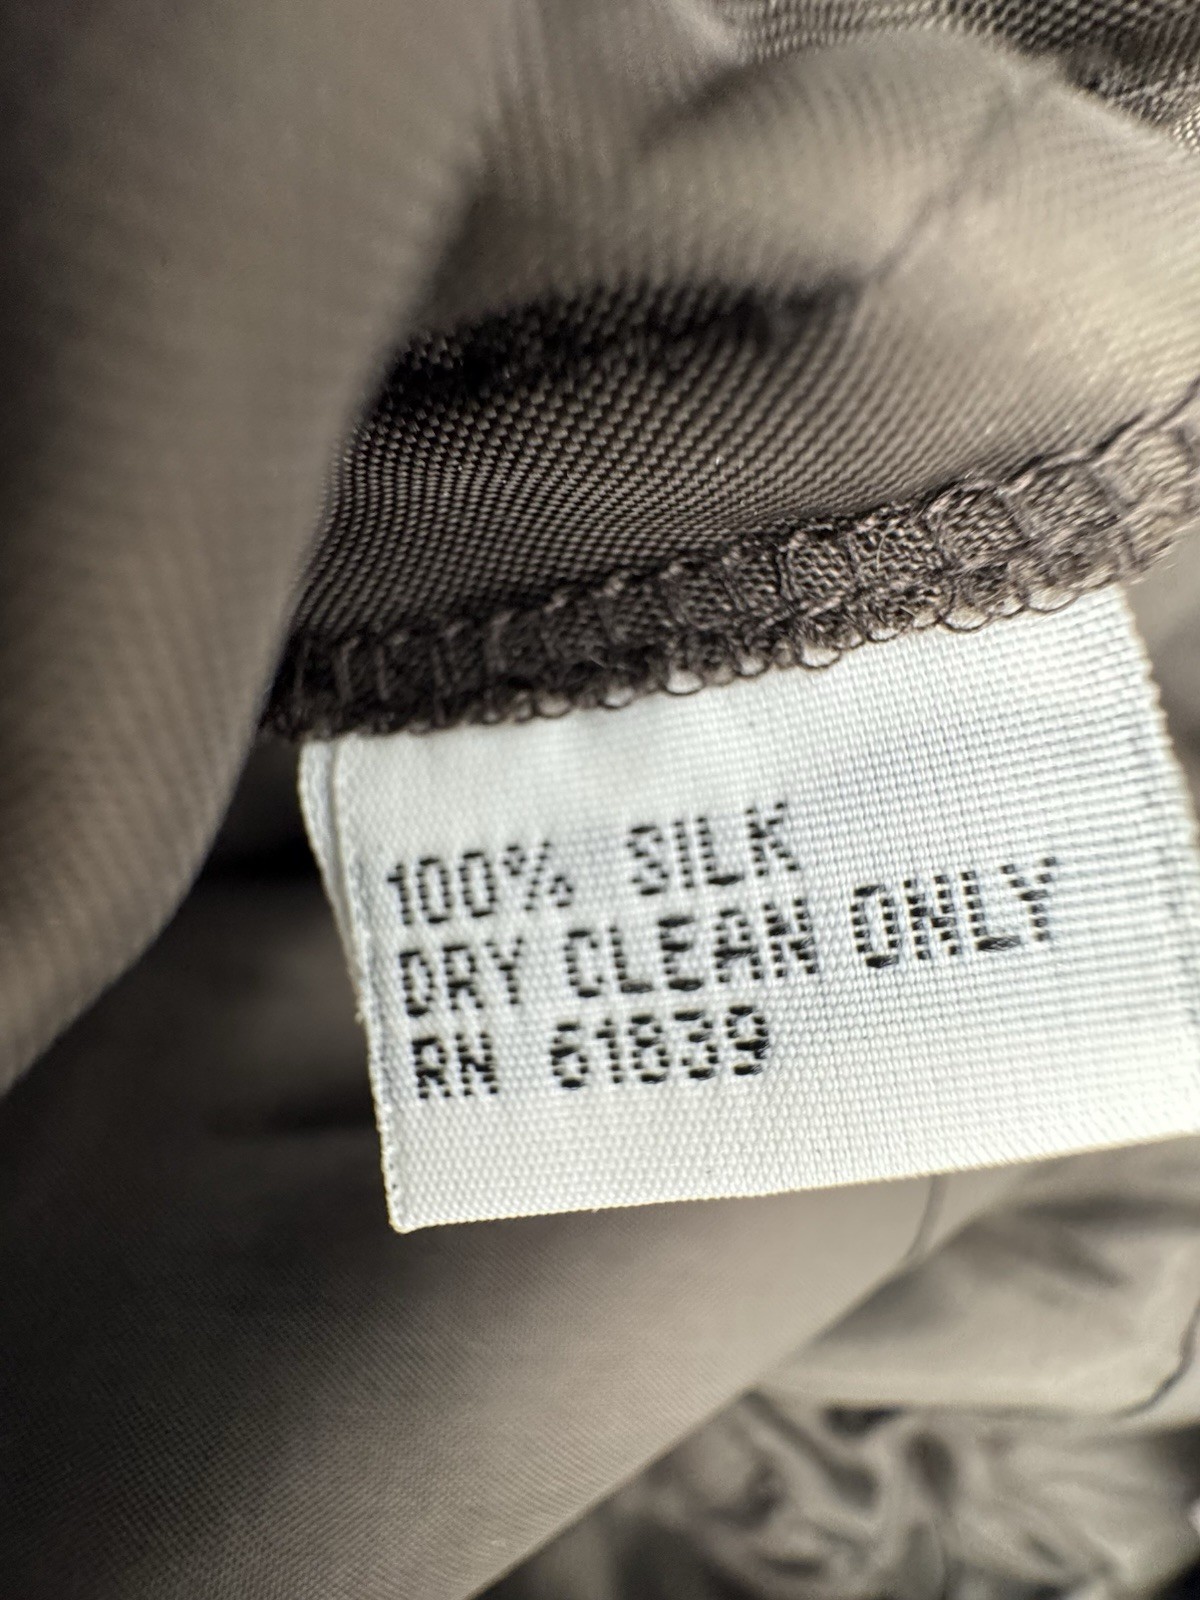 100% SILK
DRY CLEAN ONLY
RN 61839